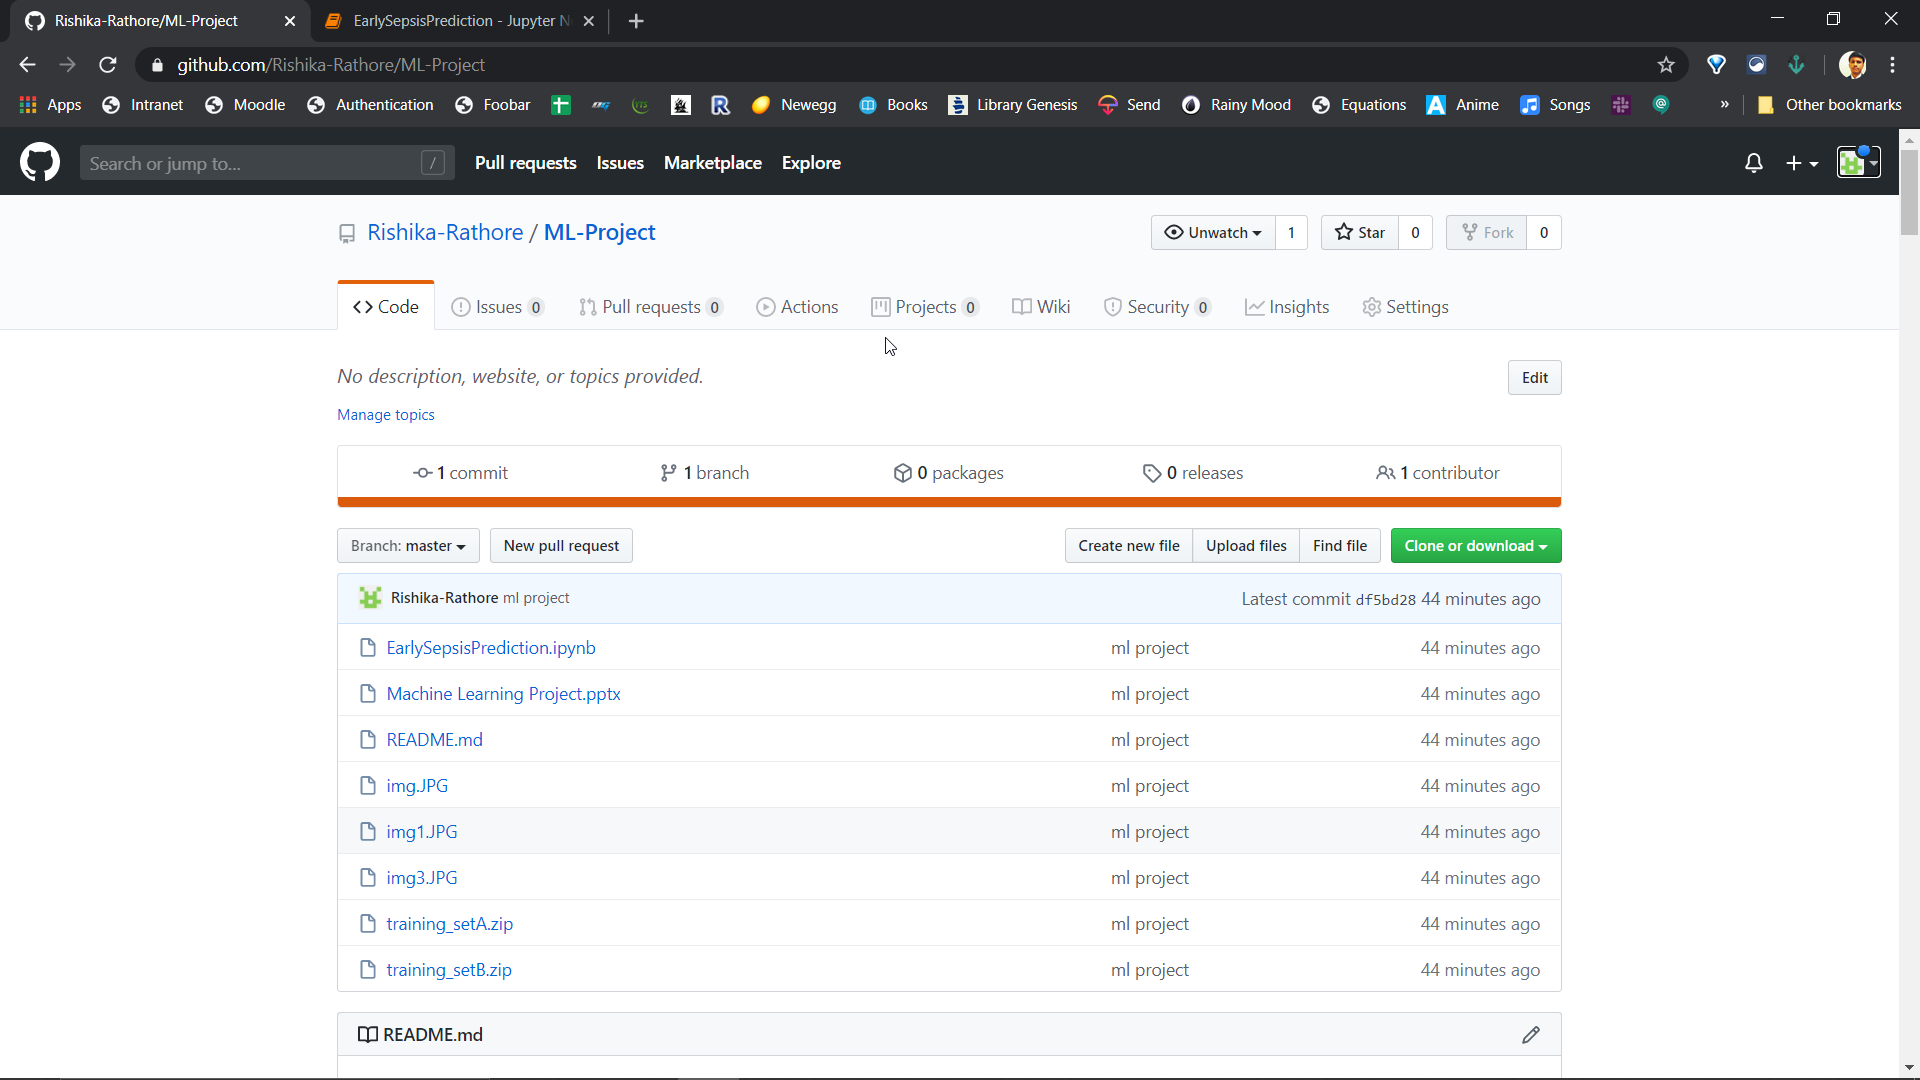 Rishika-Rathore/ML-Project
EarlySepsisPrediction - Jupyter N
github.com/Rishika-Rathore/ML-Project
Apps Intranet Moodle Authentication Foobar Newegg Books Library Genesis Send Rainy Mood Equations Anime Songs » Other bookmarks
Search or jump to... / Pull requests Issues Marketplace Explore
Rishika-Rathore / ML-Project Unwatch 1 Star 0 Fork 0
Code Issues 0 Pull requests 0 Actions Projects 0 Wiki Security 0 Insights Settings
No description, website, or topics provided. Edit
Manage topics
1 commit 1 branch 0 packages 0 releases 1 contributor
Branch: master New pull request Create new file Upload files Find file Clone or download
Rishika-Rathore ml project Latest commit df5bd28 44 minutes ago
EarlySepsisPrediction.ipynb ml project 44 minutes ago
Machine Learning Project.pptx ml project 44 minutes ago
README.md ml project 44 minutes ago
img.JPG ml project 44 minutes ago
img1.JPG ml project 44 minutes ago
img3.JPG ml project 44 minutes ago
training_setA.zip ml project 44 minutes ago
training_setB.zip ml project 44 minutes ago
README.md